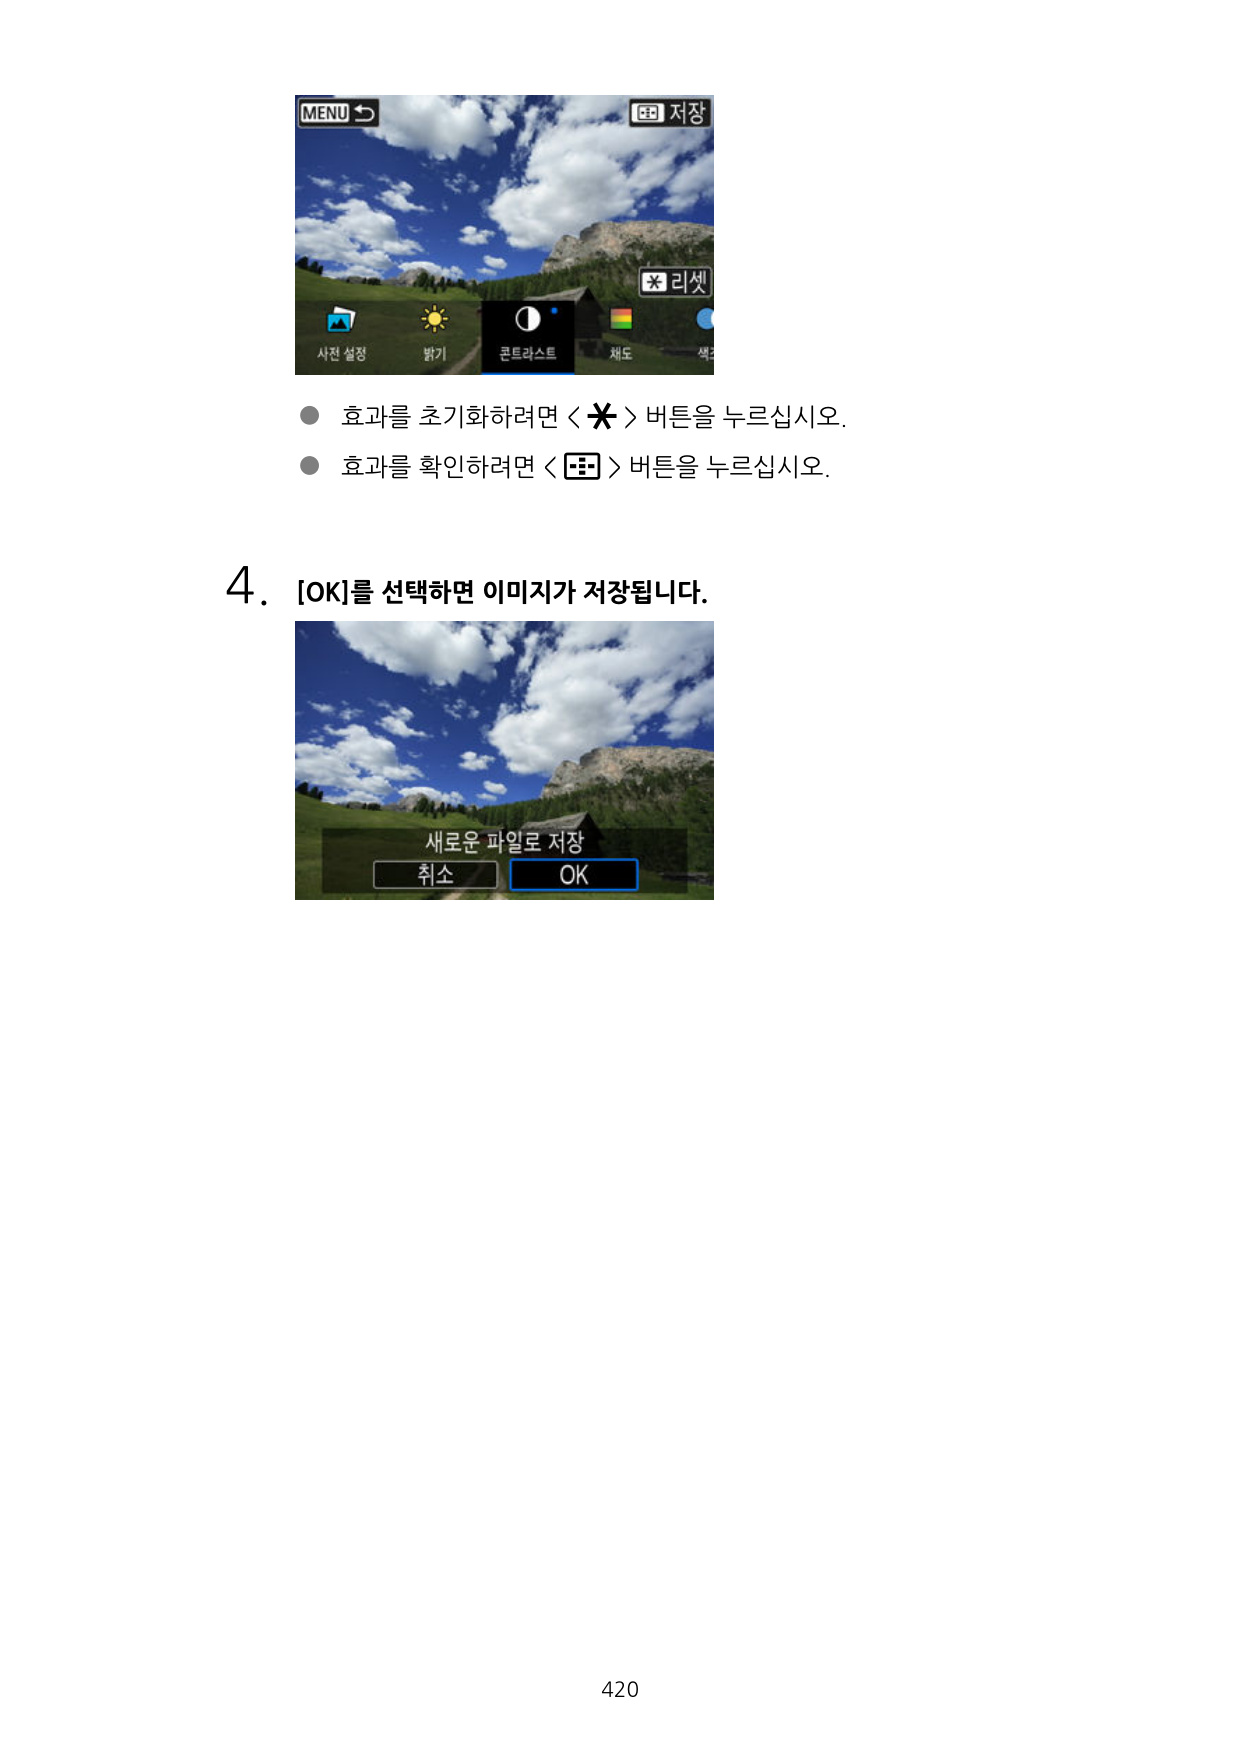 MENU 저장
리셋
사전 설정 밝기 콘트라스트 채도
● 효과를 초기화하려면 < > 버튼을 누르십시오.
● 효과를 확인하려면 < > 버튼을 누르십시오.
4. [OK]를 선택하면 이미지가 저장됩니다.
새로운 파일로 저장
취소 OK
420